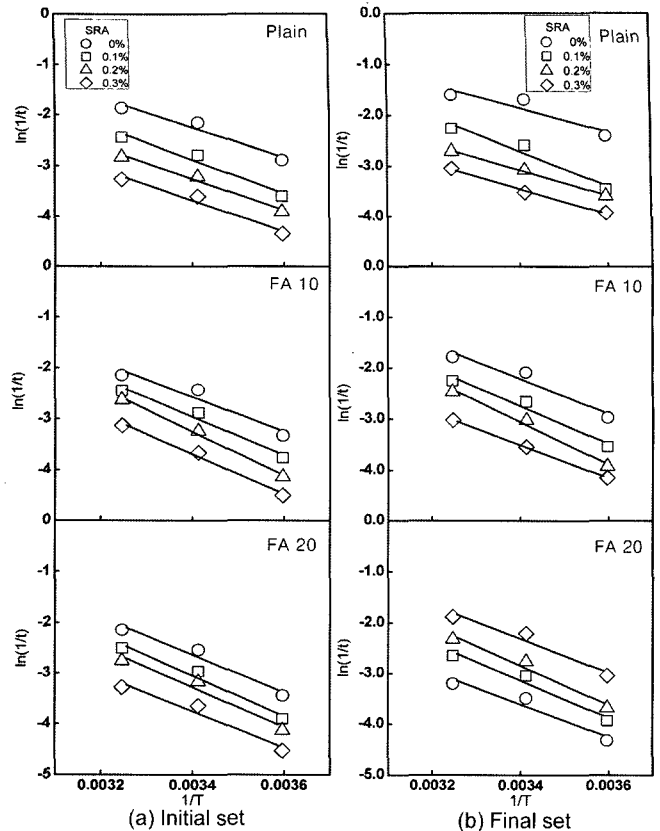 SRA
0%
0.1%
0.2%
0.3%
Plain
ln(1/t)
0
-1
-2
-3
-4
0
FA 10
ln(1/t)
-1
-2
-3
-4
0
FA 20
ln(1/t)
-1
-2
-3
-4
-5
0.0032 0.0034 0.0036
1/T
(a) Initial set
SRA
0%
0.1%
0.2%
0.3%
Plain
ln(1/t)
0.0
-1.0
-2.0
-3.0
-4.0
0.0
FA 10
ln(1/t)
-1.0
-2.0
-3.0
-4.0
0.0
FA 20
ln(1/t)
-1.0
-2.0
-3.0
-4.0
-5.0
0.0032 0.0034 0.0036
1/T
(b) Final set